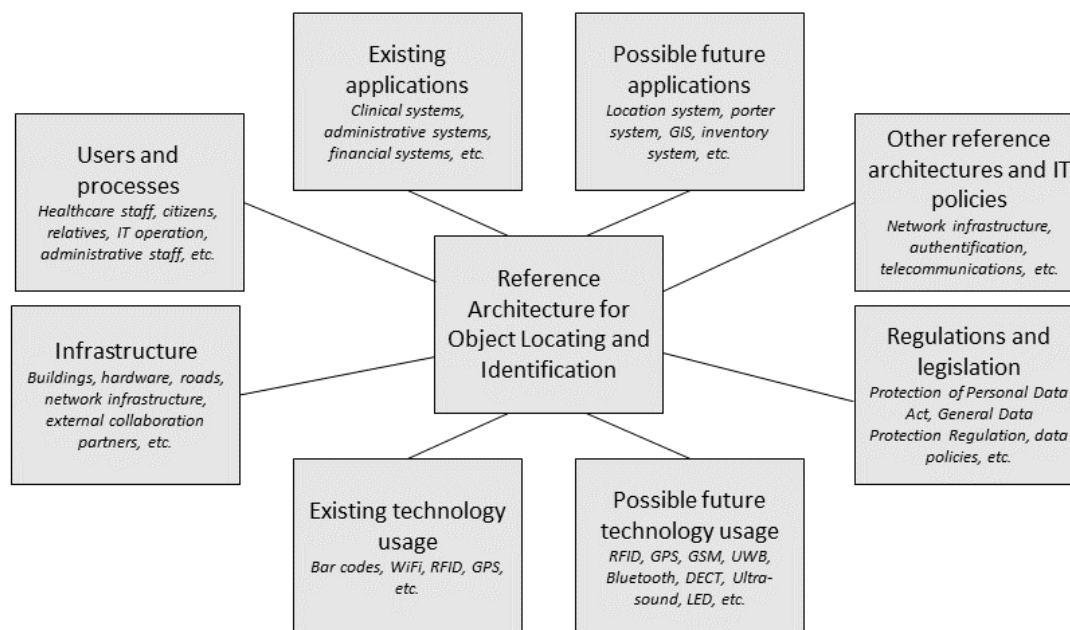 Existing
applications
Clinical systems,
administrative systems,
financial systems, etc.
Possible future
applications
Location system, porter
system, GIS, inventory
system, etc.
Users and
processes
Healthcare staff, citizens,
relatives, IT operation,
administrative staff, etc.
Other reference
architectures and IT
policies
Network infrastructure,
authentification,
telecommunications, etc.
Reference
Architecture for
Object Locating and
Identification
Infrastructure
Buildings, hardware, roads,
network infrastructure,
external collaboration
partners, etc.
Regulations and
legislation
Protection of Personal Data
Act, General Data
Protection Regulation, data
policies, etc.
Existing technology
usage
Bar codes, WiFi, RFID, GPS,
etc.
Possible future
technology usage
RFID, GPS, GSM, UWB,
Bluetooth, DECT, Ultra-
sound, LED, etc.